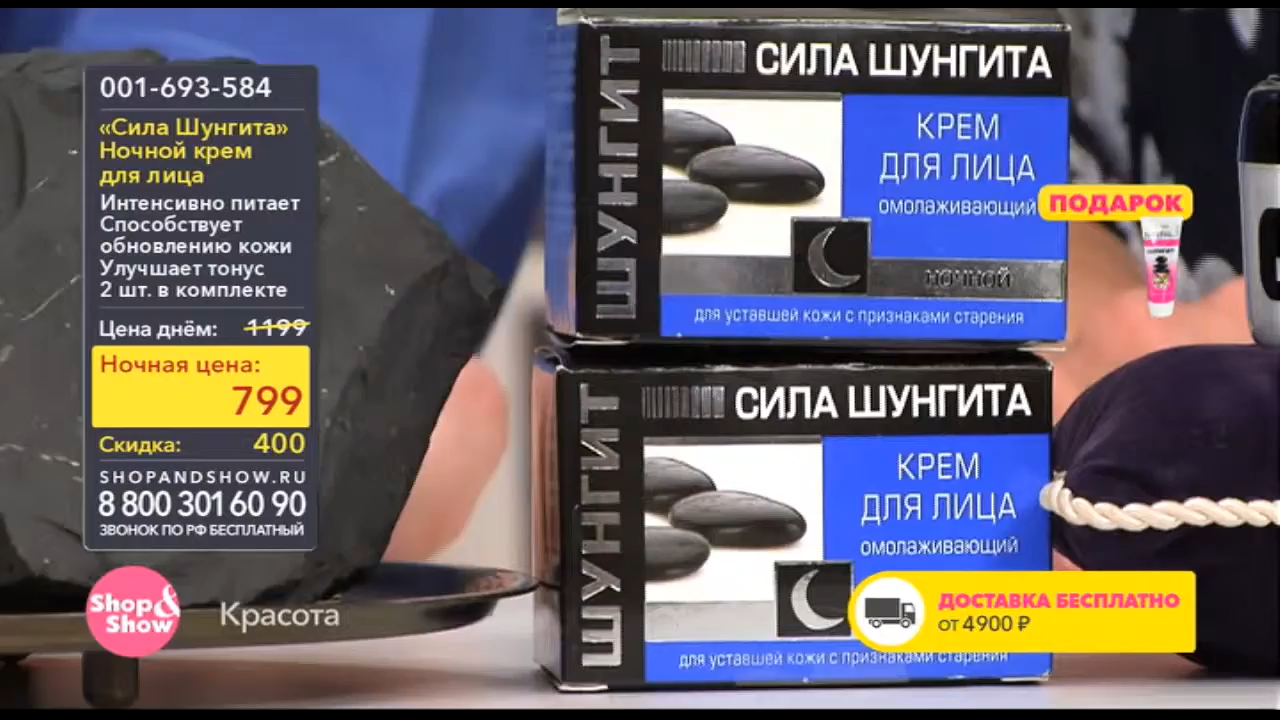 001-693-584
«Сила Шунгита»
Ночной крем
для лица
Интенсивно питает
Способствует
обновлению кожи
Улучшает тонус
2 шт. в комплекте
Цена днём: 1199
Ночная цена:
799
Скидка: 400
SHOPANDSHOW.RU
8 800 301 60 90
ЗВОНОК ПО РФ БЕСПЛАТНЫЙ
Shop&
Show
Красота
ШУНГИТ
СИЛА ШУНГИТА
КРЕМ
ДЛЯ ЛИЦА
омолаживающий
НОЧНОЙ
для уставшей кожи с признаками старения
ПОДАРОК
ШУНГИТ
СИЛА ШУНГИТА
КРЕМ
ДЛЯ ЛИЦА
омолаживающий
для уставшей кожи с признаками старения
ДОСТАВКА БЕСПЛАТНО
от 4900 ₽